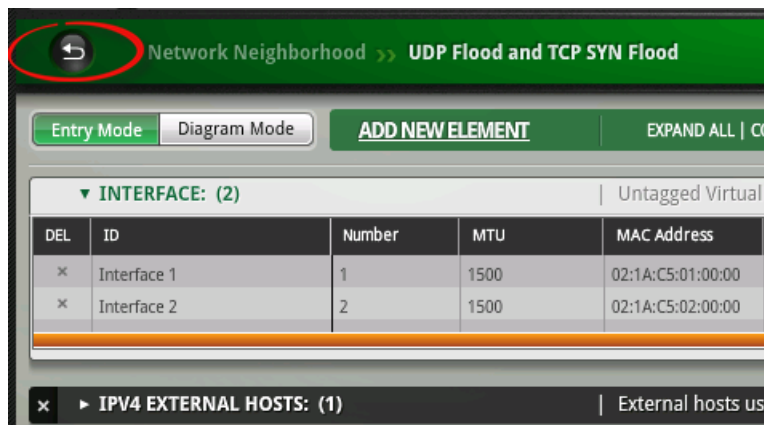 Network Neighborhood >> UDP Flood and TCP SYN Flood
Entry Mode Diagram Mode ADD NEW ELEMENT EXPAND ALL |
▼ INTERFACE: (2) | Untagged Virtual
DEL ID Number MTU MAC Address
× Interface 1 1 1500 02:1A:C5:01:00:00
× Interface 2 2 1500 02:1A:C5:02:00:00
× ► IPV4 EXTERNAL HOSTS: (1) | External hosts us